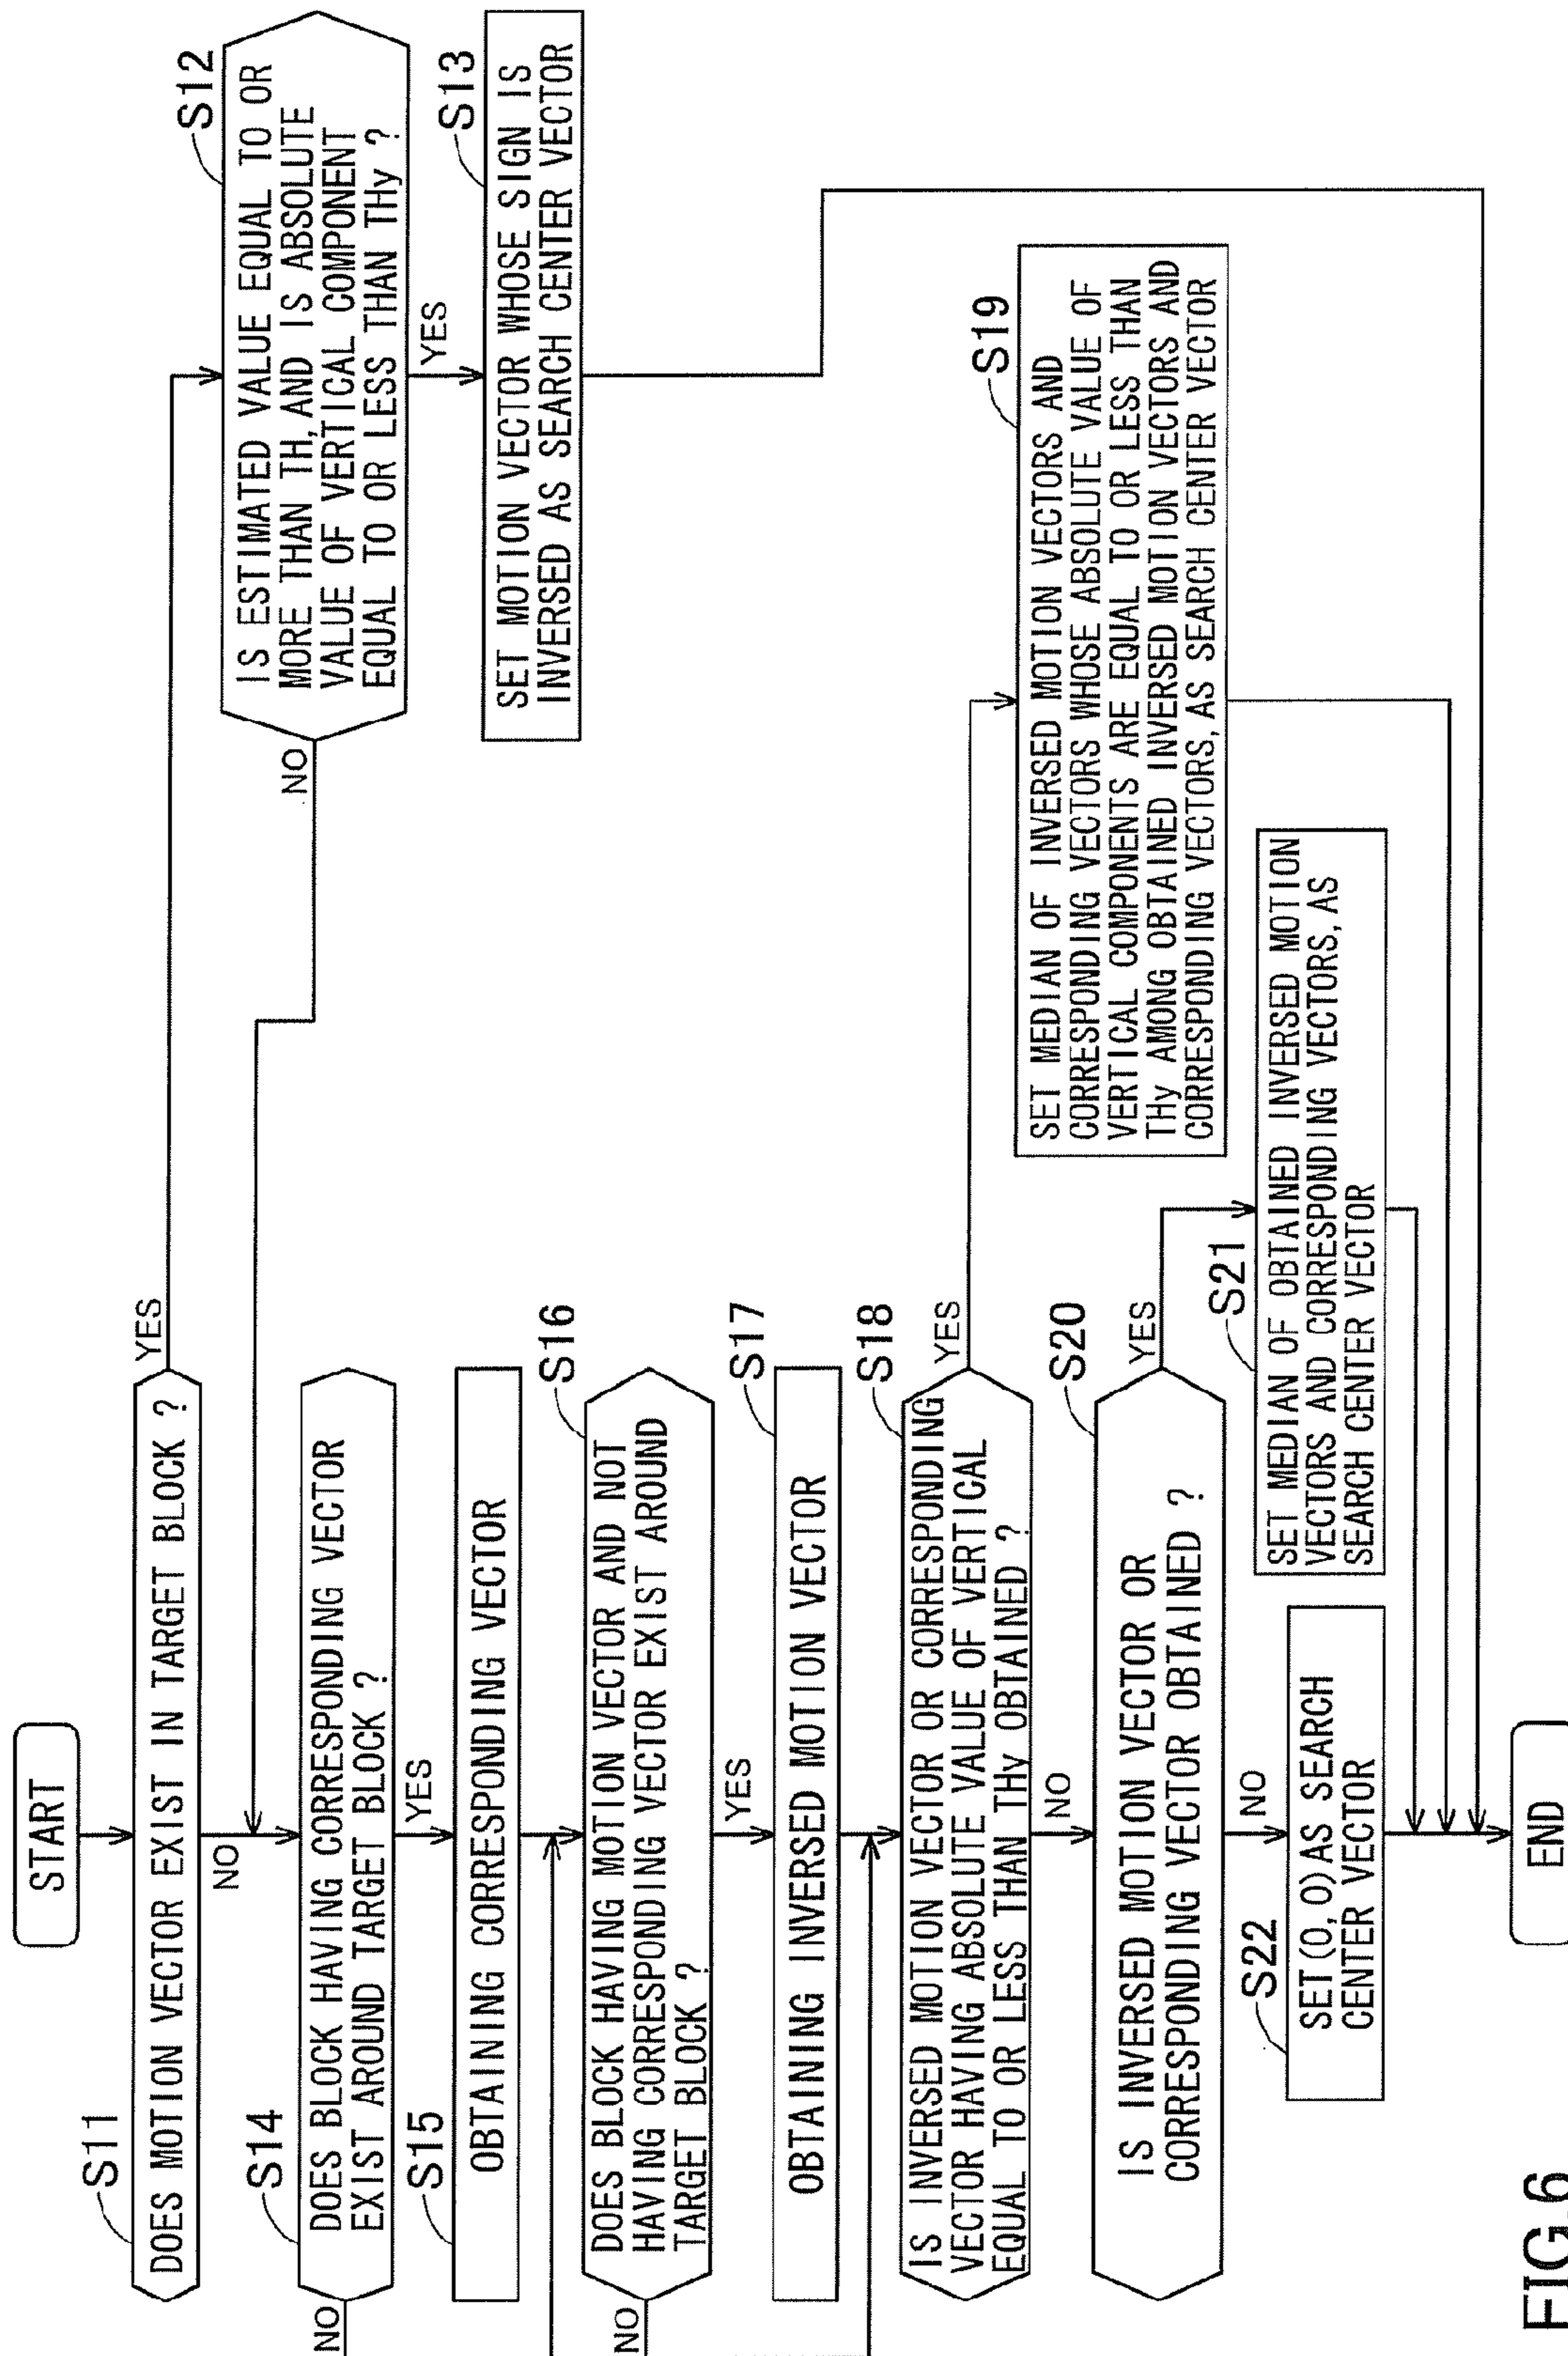 START
S11
DOES MOTION VECTOR EXIST IN TARGET BLOCK ?
YES
NO
S12
IS ESTIMATED VALUE EQUAL TO OR
MORE THAN TH, AND IS ABSOLUTE
VALUE OF VERTICAL COMPONENT
EQUAL TO OR LESS THAN THy ?
NO
YES
S13
SET MOTION VECTOR WHOSE SIGN IS
INVERSED AS SEARCH CENTER VECTOR
S14
DOES BLOCK HAVING CORRESPONDING VECTOR
EXIST AROUND TARGET BLOCK ?
NO
YES
S15
OBTAINING CORRESPONDING VECTOR
S16
DOES BLOCK HAVING MOTION VECTOR AND NOT
HAVING CORRESPONDING VECTOR EXIST AROUND
TARGET BLOCK ?
NO
YES
S17
OBTAINING INVERSED MOTION VECTOR
S18
IS INVERSED MOTION VECTOR OR CORRESPONDING
VECTOR HAVING ABSOLUTE VALUE OF VERTICAL
EQUAL TO OR LESS THAN THy OBTAINED ?
YES
NO
S19
SET MEDIAN OF INVERSED MOTION VECTORS AND
CORRESPONDING VECTORS WHOSE ABSOLUTE VALUE OF
VERTICAL COMPONENTS ARE EQUAL TO OR LESS THAN
THy AMONG OBTAINED INVERSED MOTION VECTORS AND
CORRESPONDING VECTORS, AS SEARCH CENTER VECTOR
S20
IS INVERSED MOTION VECTOR OR
CORRESPONDING VECTOR OBTAINED ?
YES
NO
S21
SET MEDIAN OF OBTAINED INVERSED MOTION
VECTORS AND CORRESPONDING VECTORS, AS
SEARCH CENTER VECTOR
S22
SET (0, 0) AS SEARCH
CENTER VECTOR
END
FIG.6